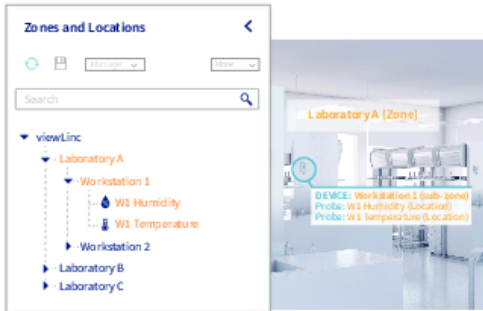 Zones and Locations
Manage
More
Search
viewLinc
Laboratory A
Workstation 1
W1 Humidity
W1 Temperature
Workstation 2
Laboratory B
Laboratory C
Laboratory A (Zone)
DEVICE: Workstation 1 (sub-zone)
Probe: W1 Humidity (Location)
Probe: W1 Temperature (Location)